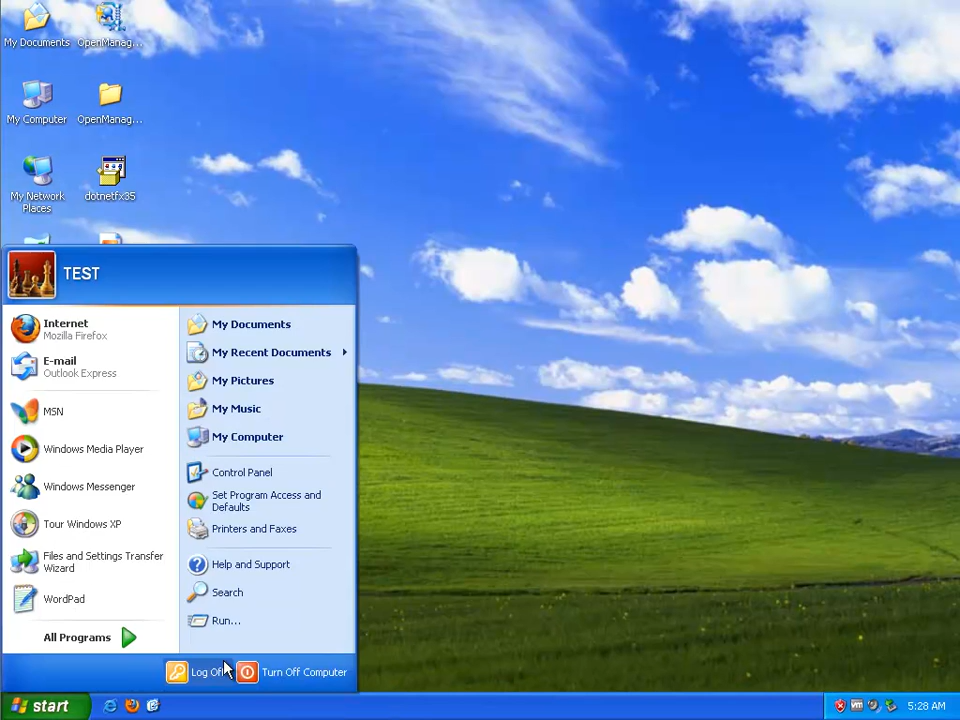 My Documents
OpenManag...
My Computer
OpenManag...
My Network
Places
dotnetfx35
TEST
Internet
Mozilla Firefox
E-mail
Outlook Express
MSN
Windows Media Player
Windows Messenger
Tour Windows XP
Files and Settings Transfer
Wizard
WordPad
All Programs
My Documents
My Recent Documents
My Pictures
My Music
My Computer
Control Panel
Set Program Access and
Defaults
Printers and Faxes
Help and Support
Search
Run...
Log Off
Turn Off Computer
start
vm
5:28 AM